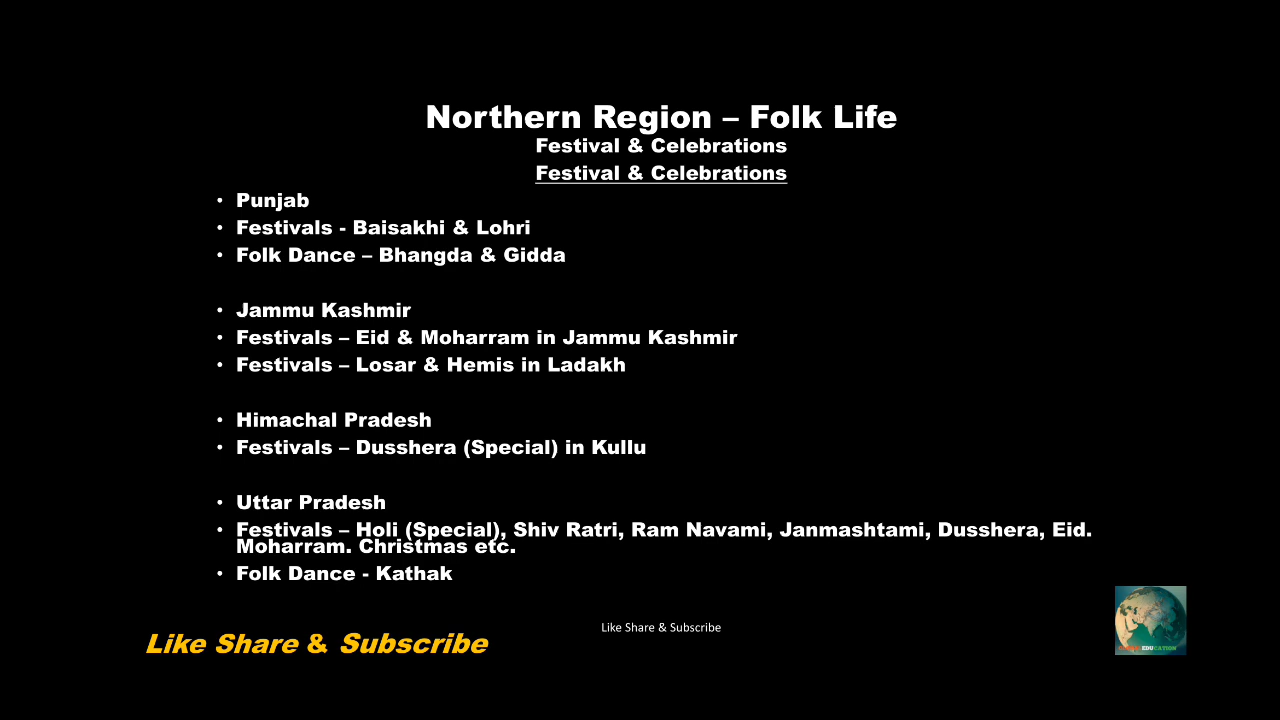 Northern Region – Folk Life
Festival & Celebrations
Festival & Celebrations
• Punjab
• Festivals - Baisakhi & Lohri
• Folk Dance – Bhangda & Gidda
• Jammu Kashmir
• Festivals – Eid & Moharram in Jammu Kashmir
• Festivals – Losar & Hemis in Ladakh
• Himachal Pradesh
• Festivals – Dusshera (Special) in Kullu
• Uttar Pradesh
• Festivals – Holi (Special), Shiv Ratri, Ram Navami, Janmashtami, Dusshera, Eid.
Moharram. Christmas etc.
• Folk Dance - Kathak
Like Share & Subscribe
Like Share & Subscribe
EDUCATION